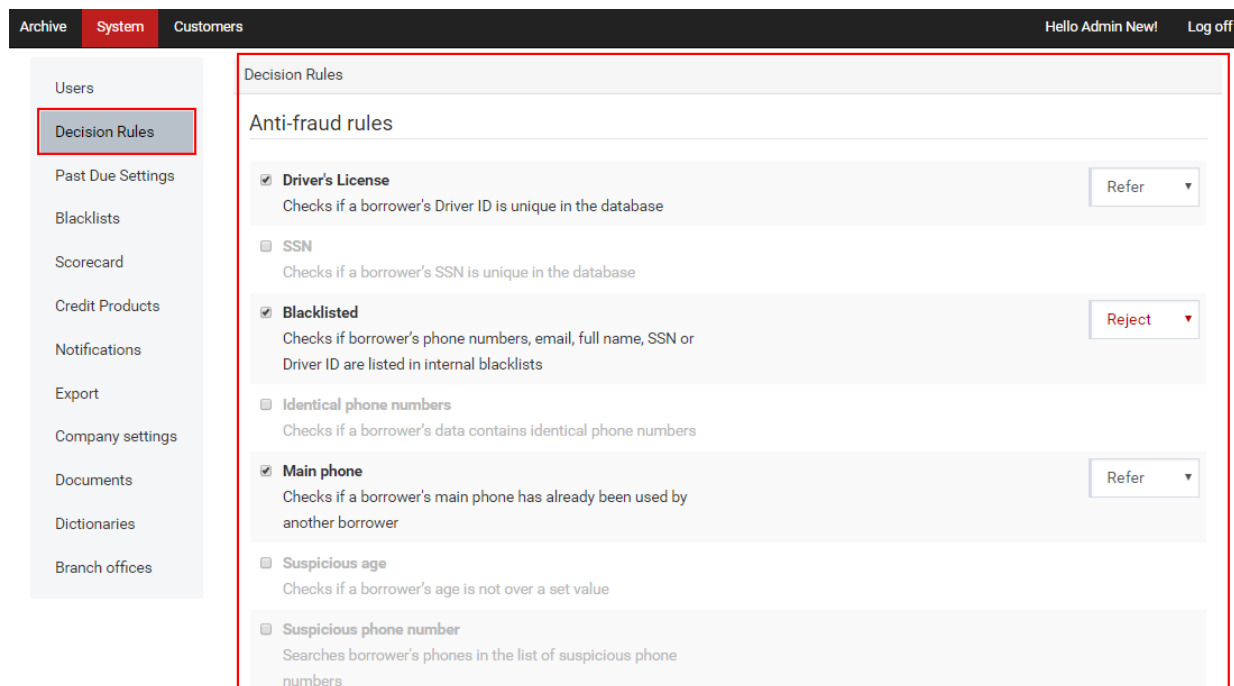 Archive System Customers Hello Admin New! Log off
Users
Decision Rules
Past Due Settings
Blacklists
Scorecard
Credit Products
Notifications
Export
Company settings
Documents
Dictionaries
Branch offices
Decision Rules
Anti-fraud rules
Driver's License
Checks if a borrower's Driver ID is unique in the database
Refer
SSN
Checks if a borrower's SSN is unique in the database
Blacklisted
Checks if borrower's phone numbers, email, full name, SSN or
Driver ID are listed in internal blacklists
Reject
Identical phone numbers
Checks if a borrower's data contains identical phone numbers
Main phone
Checks if a borrower's main phone has already been used by
another borrower
Refer
Suspicious age
Checks if a borrower's age is not over a set value
Suspicious phone number
Searches borrower's phones in the list of suspicious phone
numbers